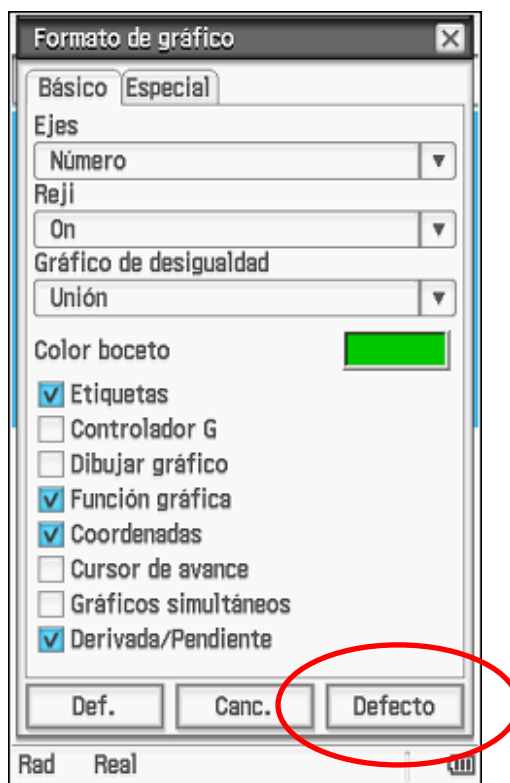 Formato de gráfico
Básico Especial
Ejes
Número
Reji
On
Gráfico de desigualdad
Unión
Color boceto
Etiquetas
Controlador G
Dibujar gráfico
Función gráfica
Coordenadas
Cursor de avance
Gráficos simultáneos
Derivada/Pendiente
Def. Canc. Defecto
Rad Real